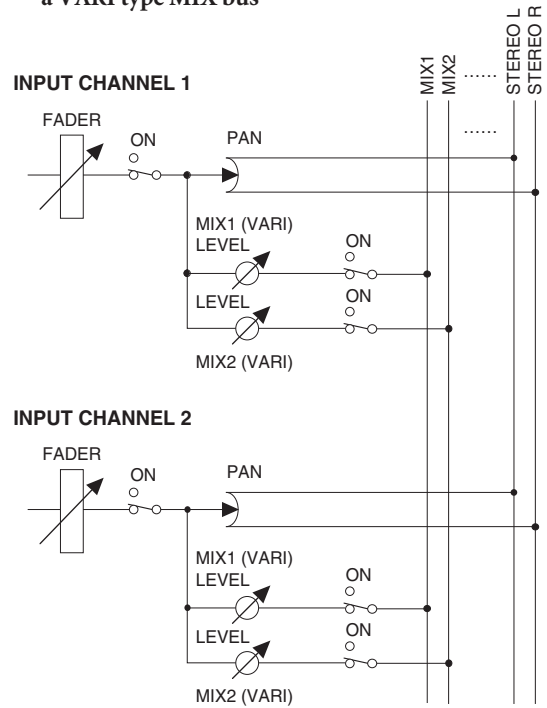 a VARI type MIX bus
MIX1
MIX2
......
STEREO L
STEREO R
INPUT CHANNEL 1
......
FADER
ON
PAN
MIX1 (VARI)
LEVEL
ON
LEVEL
ON
MIX2 (VARI)
INPUT CHANNEL 2
FADER
ON
PAN
MIX1 (VARI)
LEVEL
ON
LEVEL
ON
MIX2 (VARI)